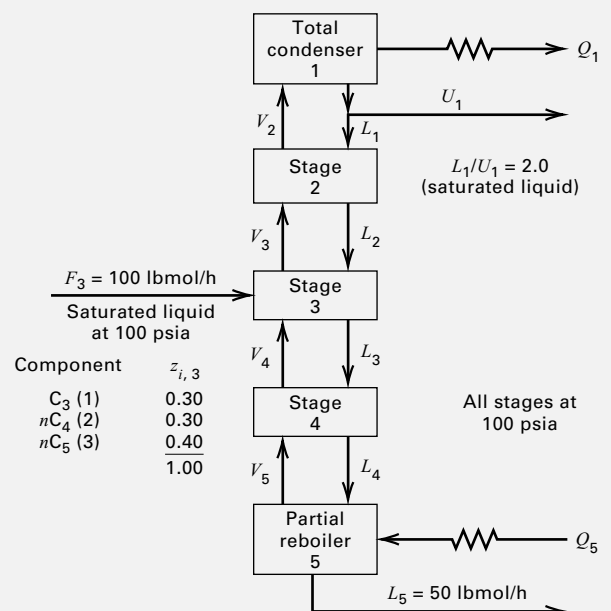 Total
condenser
1
Q₁
U₁
V₂
L₁
L₁/U₁ = 2.0
(saturated liquid)
Stage
2
V₃
L₂
F₃ = 100 lbmol/h
Saturated liquid
at 100 psia
Stage
3
Component zᵢ,₃
C₃ (1) 0.30
nC₄ (2) 0.30
nC₅ (3) 0.40
1.00
V₄
L₃
Stage
4
All stages at
100 psia
V₅
L₄
Partial
reboiler
5
Q₅
L₅ = 50 lbmol/h